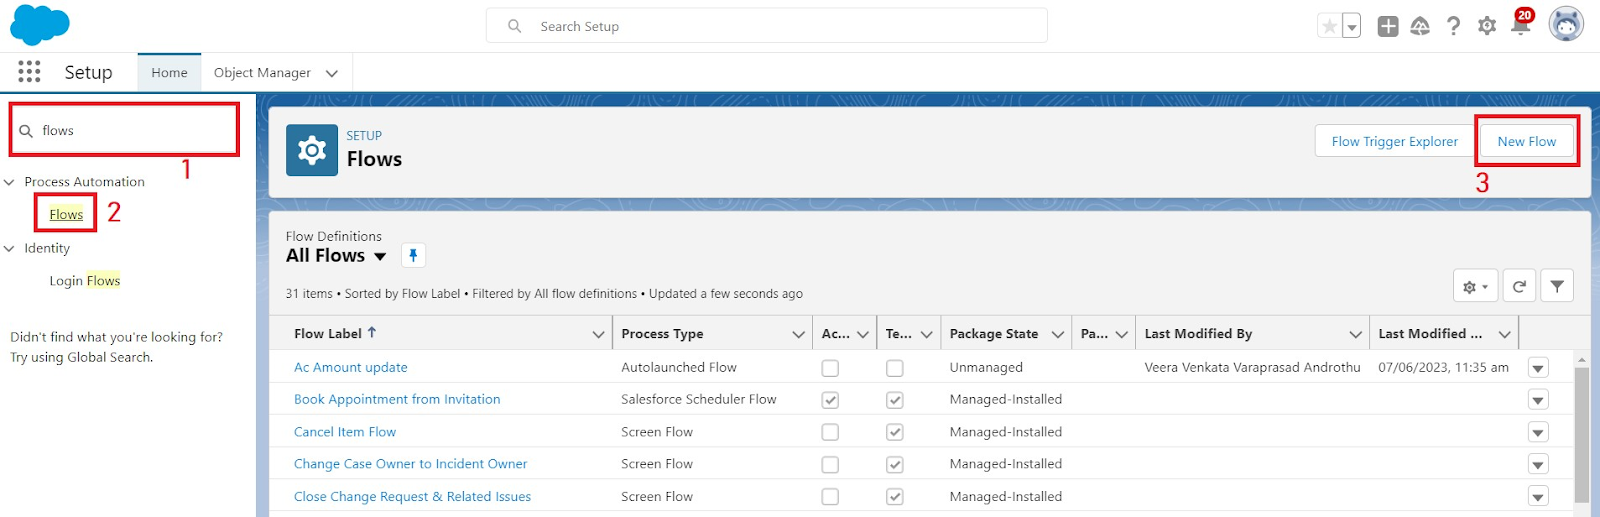 Search Setup
20
Setup
Home
Object Manager
flows
1
Process Automation
Flows
2
Identity
Login Flows
Didn't find what you're looking for?
Try using Global Search.
SETUP
Flows
Flow Trigger Explorer
New Flow
3
Flow Definitions
All Flows
31 items • Sorted by Flow Label • Filtered by All flow definitions • Updated a few seconds ago
Flow Label Process Type Ac... Te... Package State Pa... Last Modified By Last Modified ...
Ac Amount update Autolaunched Flow Unmanaged Veera Venkata Varaprasad Androthu 07/06/2023, 11:35 am
Book Appointment from Invitation Salesforce Scheduler Flow Managed-Installed
Cancel Item Flow Screen Flow Managed-Installed
Change Case Owner to Incident Owner Screen Flow Managed-Installed
Close Change Request & Related Issues Screen Flow Managed-Installed